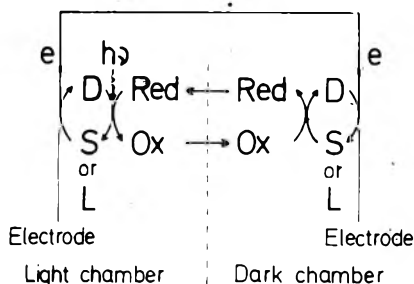 e hν e
D Red Red D
S Ox Ox S
or or
L L
Electrode Electrode
Light chamber Dark chamber